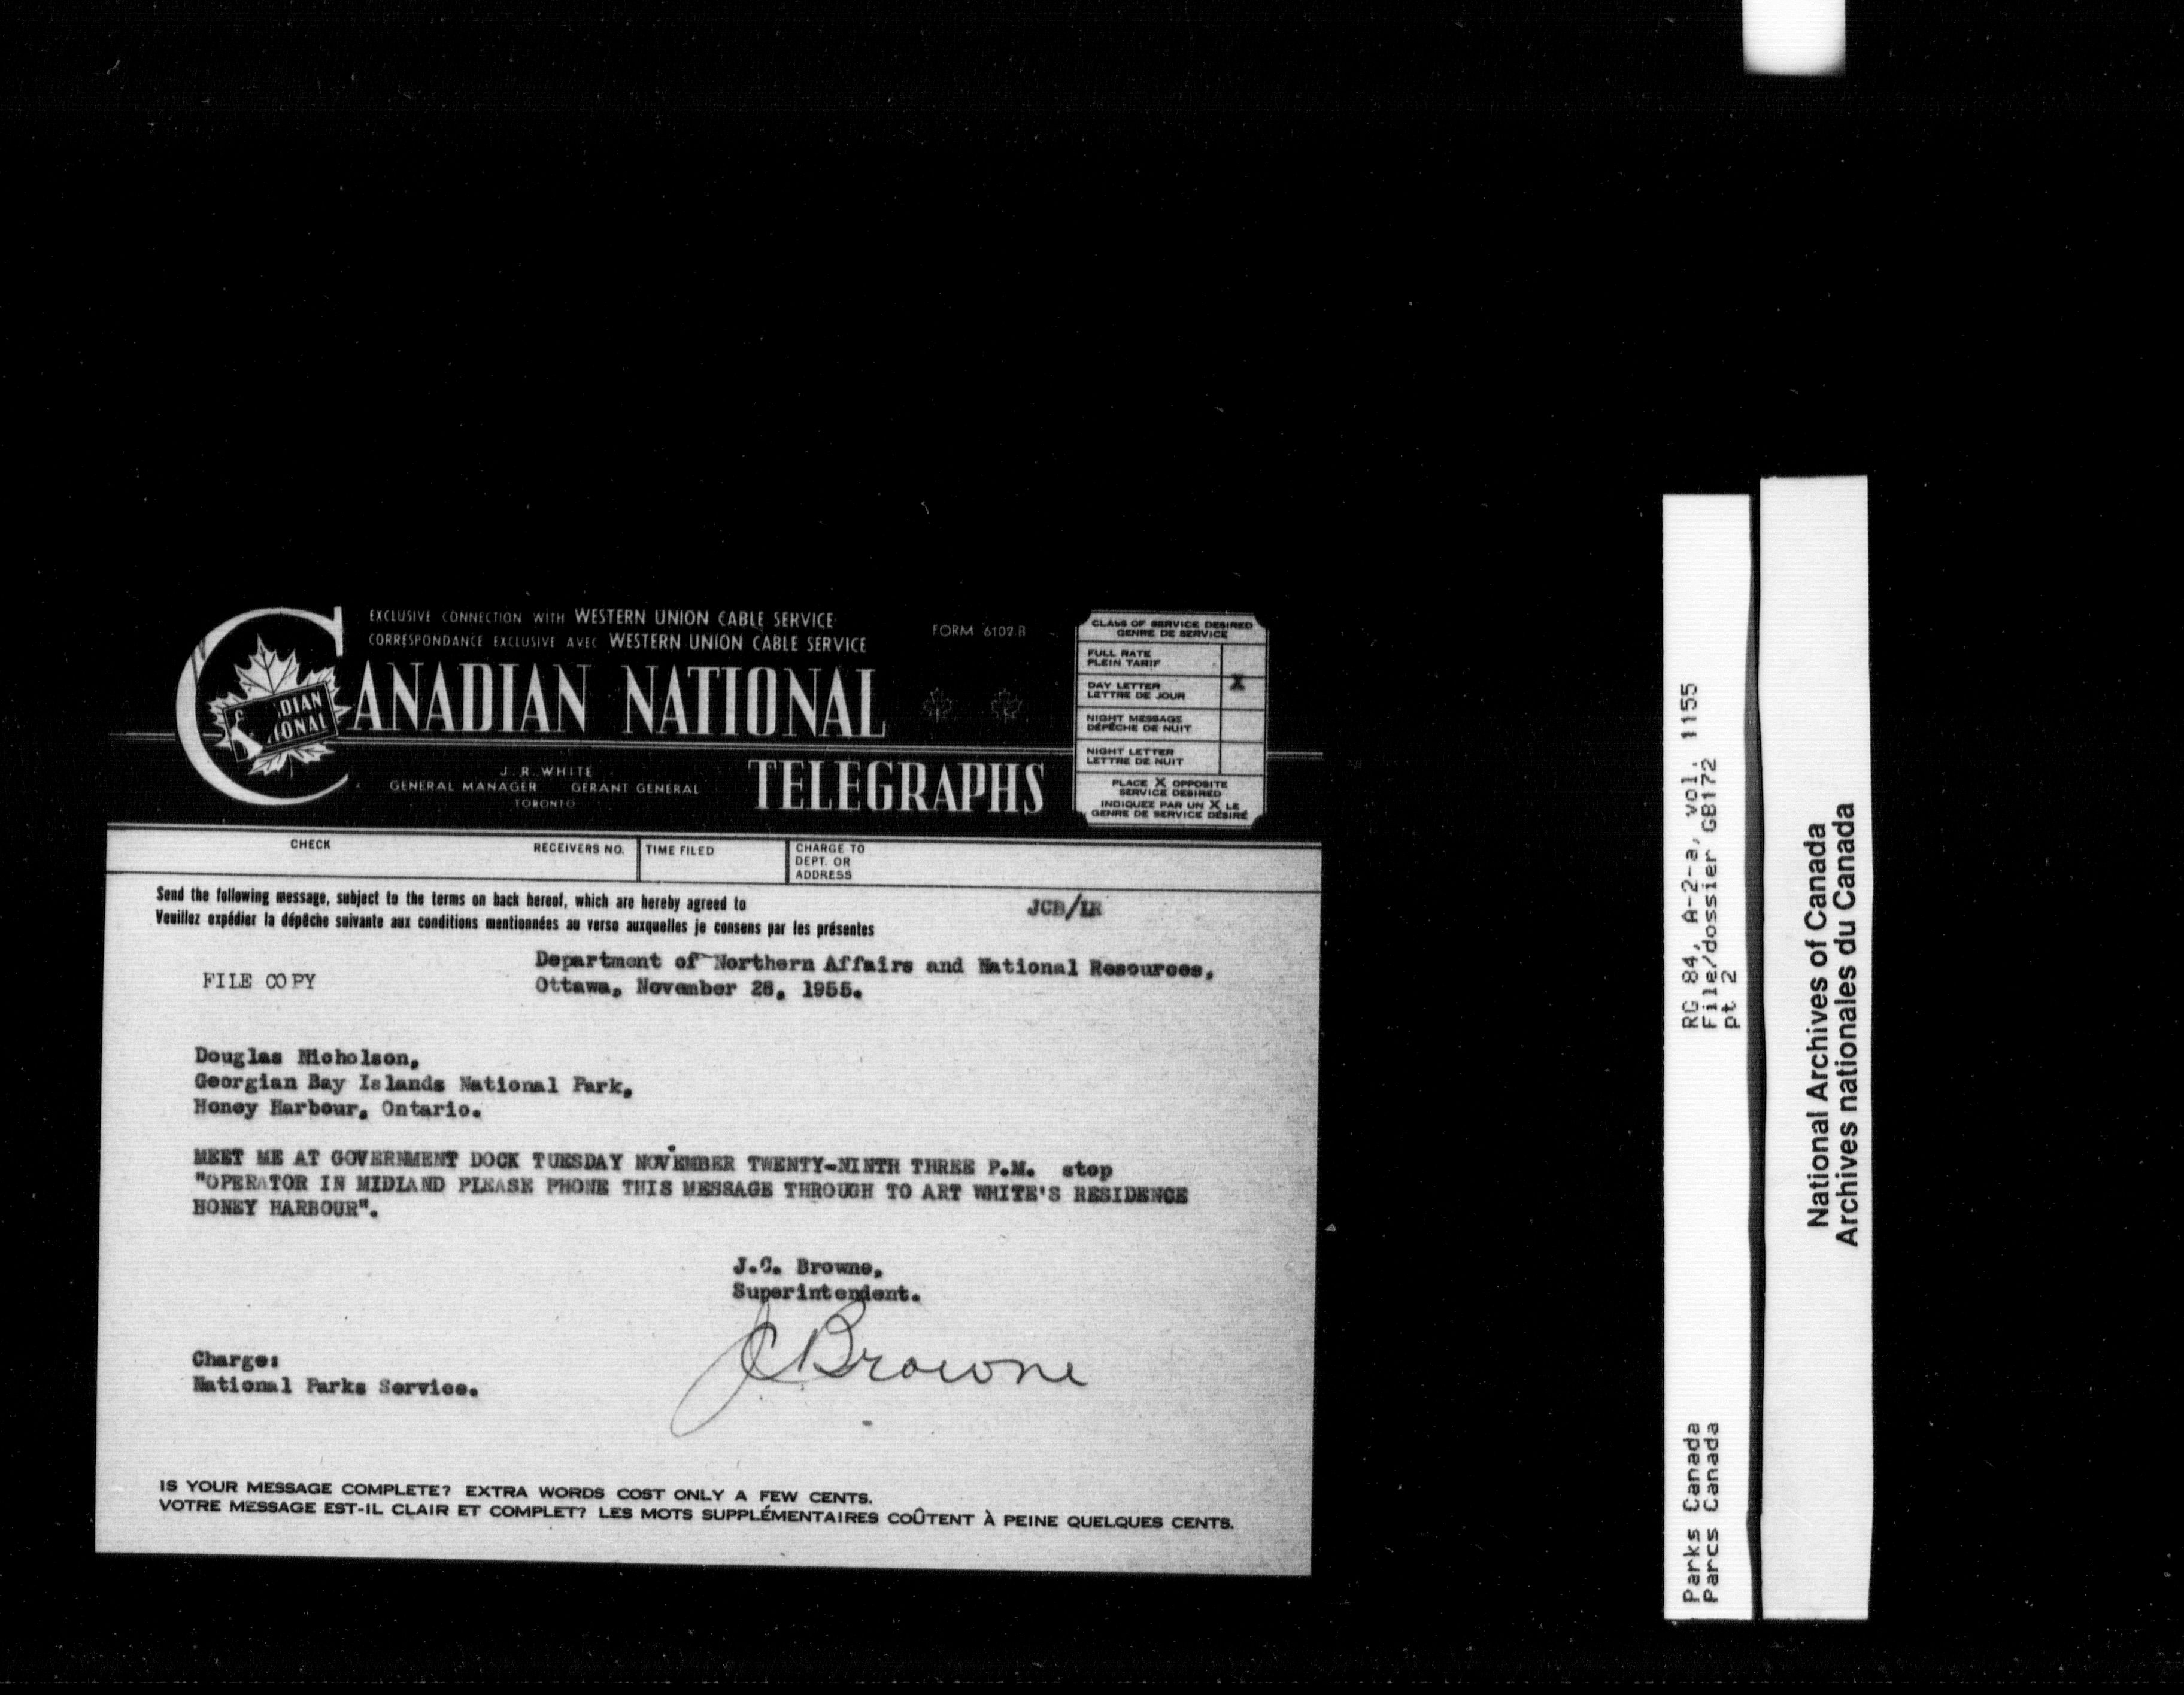 EXCLUSIVE CONNECTION WITH WESTERN UNION CABLE SERVICE
CORRESPONDANCE EXCLUSIVE AVEC WESTERN UNION CABLE SERVICE
FORM 6102 B
CANADIAN NATIONAL
TELEGRAPHS
J. R. WHITE
GENERAL MANAGER GERANT GENERAL
TORONTO
CLASS OF SERVICE DESIRED
GENRE DE SERVICE
FULL RATE
PLEIN TARIF
DAY LETTER X
LETTRE DE JOUR
NIGHT MESSAGE
DÉPÊCHE DE NUIT
NIGHT LETTER
LETTRE DE NUIT
PLACE X OPPOSITE
SERVICE DESIRED
INDIQUEZ PAR UN X LE
GENRE DE SERVICE DÉSIRÉ
CHECK
RECEIVERS NO.
TIME FILED
CHARGE TO
DEPT. OR
ADDRESS
Send the following message, subject to the terms on back hereof, which are hereby agreed to
Veuillez expédier la dépêche suivante aux conditions mentionnées au verso auxquelles je consens par les présentes
JCB/LR
FILE COPY
Department of Northern Affairs and National Resources,
Ottawa, November 28, 1955.
Douglas Nicholson,
Georgian Bay Islands National Park,
Honey Harbour, Ontario.
MEET ME AT GOVERNMENT DOCK TUESDAY NOVEMBER TWENTY-NINTH THREE P.M. stop
"OPERATOR IN MIDLAND PLEASE PHONE THIS MESSAGE THROUGH TO ART WHITE'S RESIDENCE
HONEY HARBOUR".
J.C. Browne,
Superintendent.
JCBrowne
Charge:
National Parks Service.
IS YOUR MESSAGE COMPLETE? EXTRA WORDS COST ONLY A FEW CENTS.
VOTRE MESSAGE EST-IL CLAIR ET COMPLET? LES MOTS SUPPLÉMENTAIRES COÛTENT À PEINE QUELQUES CENTS.
Parks Canada
Parcs Canada
RG 84, A-2-a, vol. 1155
File/dossier GB172
pt 2
National Archives of Canada
Archives nationales du Canada